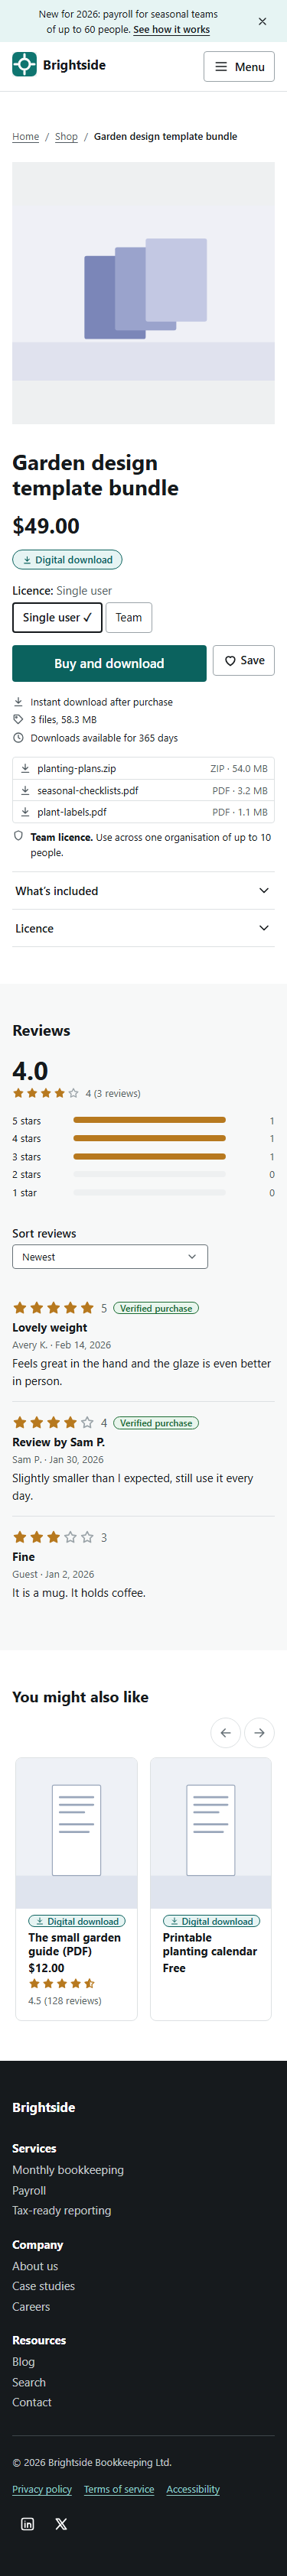 New for 2026: payroll for seasonal teams
of up to 60 people. See how it works
Brightside
Menu
Home / Shop / Garden design template bundle
Garden design
template bundle
$49.00
Digital download
Licence: Single user
Single user ✓
Team
Buy and download
Save
Instant download after purchase
3 files, 58.3 MB
Downloads available for 365 days
planting-plans.zip ZIP · 54.0 MB
seasonal-checklists.pdf PDF · 3.2 MB
plant-labels.pdf PDF · 1.1 MB
Team licence. Use across one organisation of up to 10
people.
What's included
Licence
Reviews
4.0
4 (3 reviews)
5 stars 1
4 stars 1
3 stars 1
2 stars 0
1 star 0
Sort reviews
Newest
5 Verified purchase
Lovely weight
Avery K. · Feb 14, 2026
Feels great in the hand and the glaze is even better
in person.
4 Verified purchase
Review by Sam P.
Sam P. · Jan 30, 2026
Slightly smaller than I expected, still use it every
day.
3
Fine
Guest · Jan 2, 2026
It is a mug. It holds coffee.
You might also like
Digital download
The small garden
guide (PDF)
$12.00
4.5 (128 reviews)
Digital download
Printable
planting calendar
Free
Brightside
Services
Monthly bookkeeping
Payroll
Tax-ready reporting
Company
About us
Case studies
Careers
Resources
Blog
Search
Contact
© 2026 Brightside Bookkeeping Ltd.
Privacy policy Terms of service Accessibility